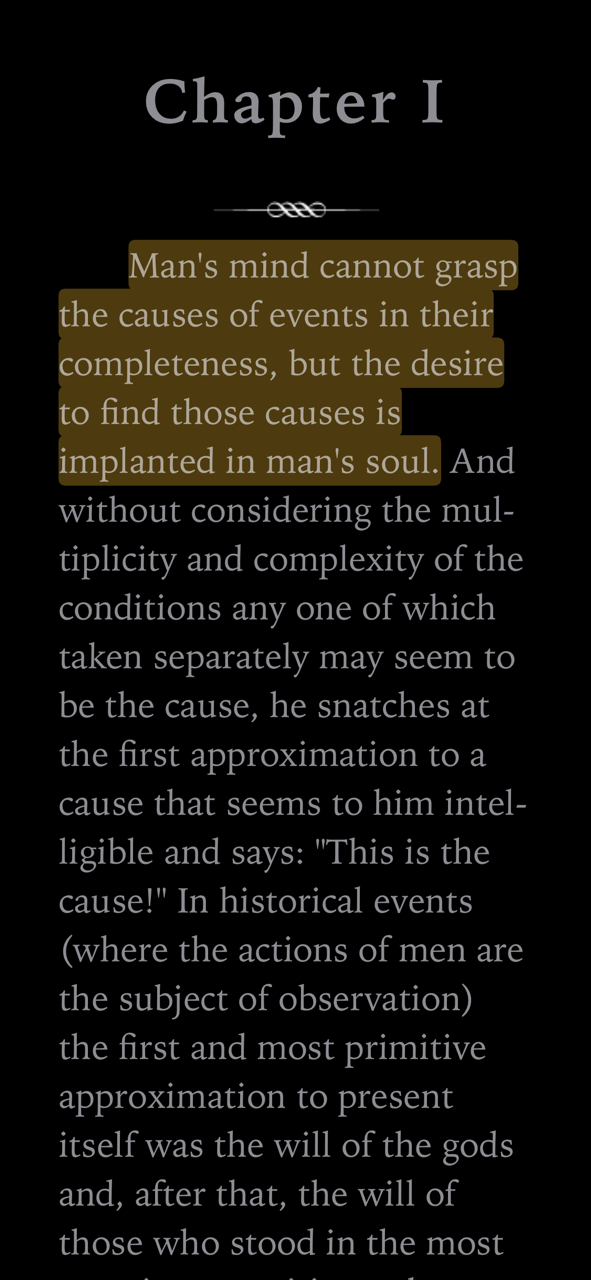 Chapter I
Man's mind cannot grasp
the causes of events in their
completeness, but the desire
to find those causes is
implanted in man's soul. And
without considering the mul-
tiplicity and complexity of the
conditions any one of which
taken separately may seem to
be the cause, he snatches at
the first approximation to a
cause that seems to him intel-
ligible and says: "This is the
cause!" In historical events
(where the actions of men are
the subject of observation)
the first and most primitive
approximation to present
itself was the will of the gods
and, after that, the will of
those who stood in the most